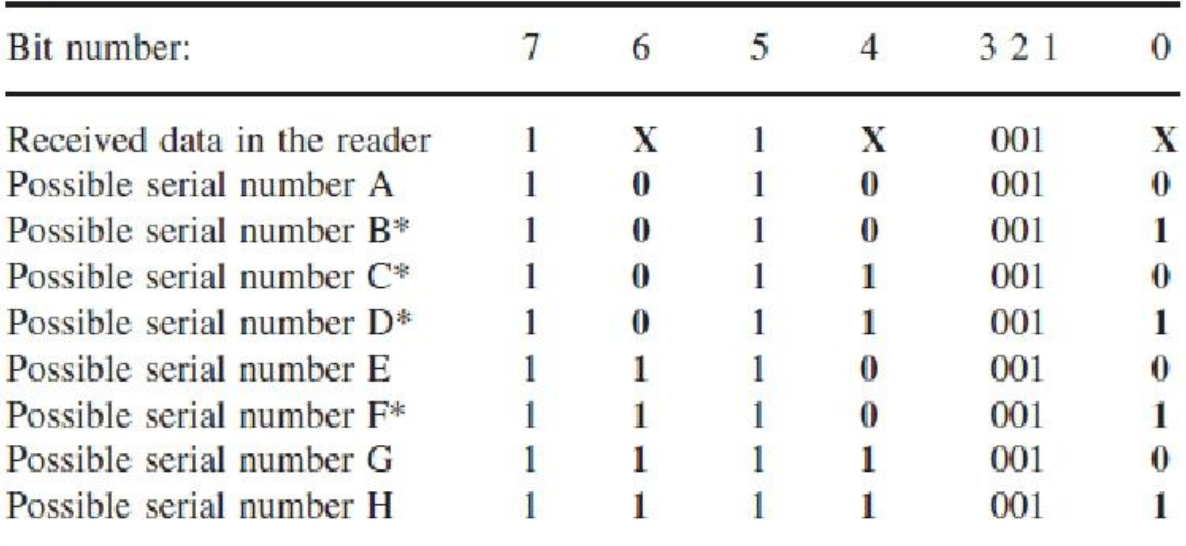 Bit number: 7 6 5 4 3 2 1 0
Received data in the reader 1 X 1 X 001 X
Possible serial number A 1 0 1 0 001 0
Possible serial number B* 1 0 1 0 001 1
Possible serial number C* 1 0 1 1 001 0
Possible serial number D* 1 0 1 1 001 1
Possible serial number E 1 1 1 0 001 0
Possible serial number F* 1 1 1 0 001 1
Possible serial number G 1 1 1 1 001 0
Possible serial number H 1 1 1 1 001 1